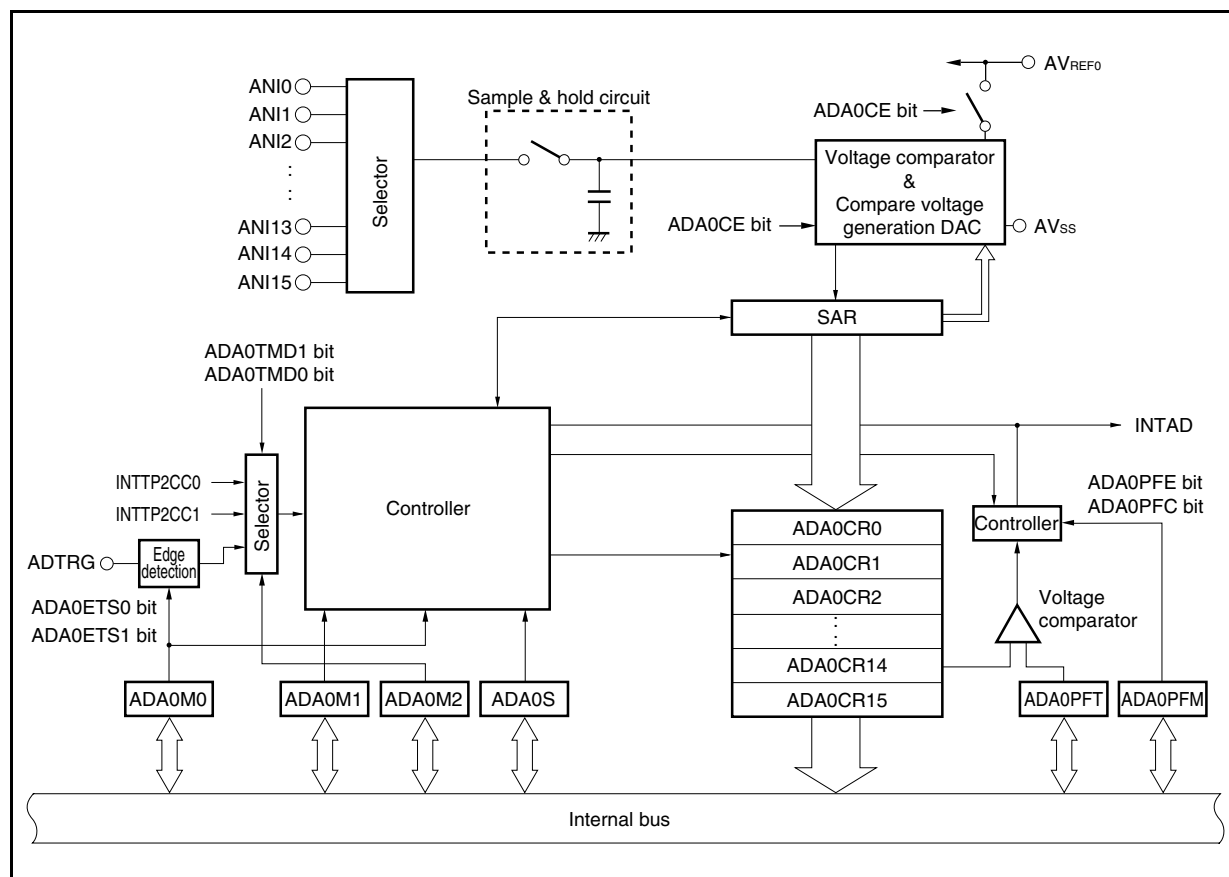 ANI0
ANI1
ANI2
ANI13
ANI14
ANI15
Selector
Sample & hold circuit
AVREF0
ADA0CE bit
Voltage comparator
&
Compare voltage
generation DAC
ADA0CE bit
AVSS
SAR
ADA0TMD1 bit
ADA0TMD0 bit
INTTP2CC0
INTTP2CC1
ADTRG
Edge
detection
Selector
ADA0ETS0 bit
ADA0ETS1 bit
Controller
INTAD
ADA0PFE bit
ADA0PFC bit
Controller
Voltage
comparator
ADA0CR0
ADA0CR1
ADA0CR2
ADA0CR14
ADA0CR15
ADA0M0
ADA0M1
ADA0M2
ADA0S
ADA0PFT
ADA0PFM
Internal bus